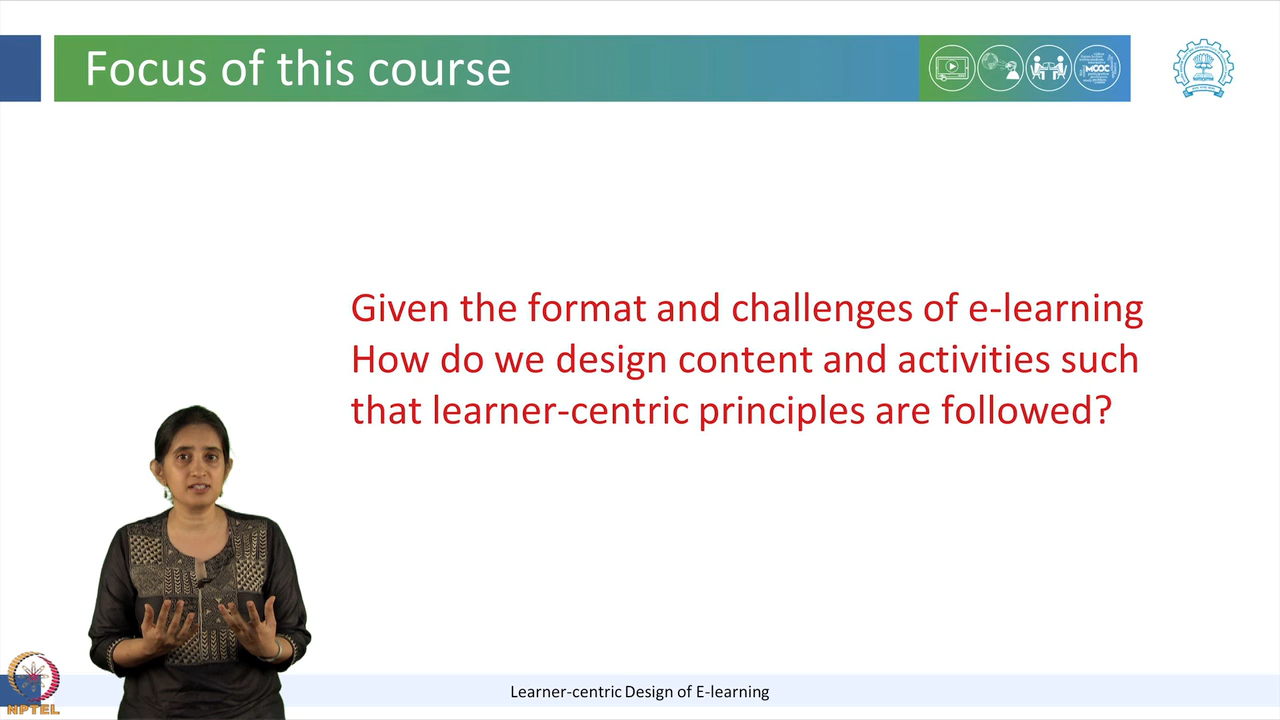 Focus of this course
MOOC
Given the format and challenges of e-learning
How do we design content and activities such
that learner-centric principles are followed?
Learner-centric Design of E-learning
NPTEL